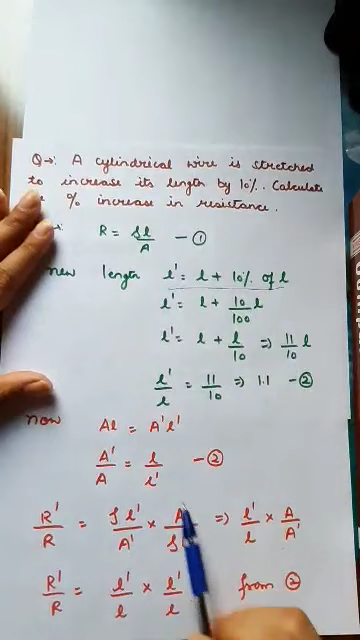 Q→: A cylindrical wire is stretched
to increase its length by 10%. Calculate
% increase in resistance.
R = ρl/A — ①
new length l' = l + 10% of l
l' = l + 10/100 l
l' = l + l/10 ⇒ 11/10 l
l'/l = 11/10 ⇒ 1.1 — ②
now Al = A'l'
A'/A = l/l' — ②
R'/R = ρl'/A' × A/ρ ⇒ l'/l × A/A'
R'/R = l'/l × l'/l from ②